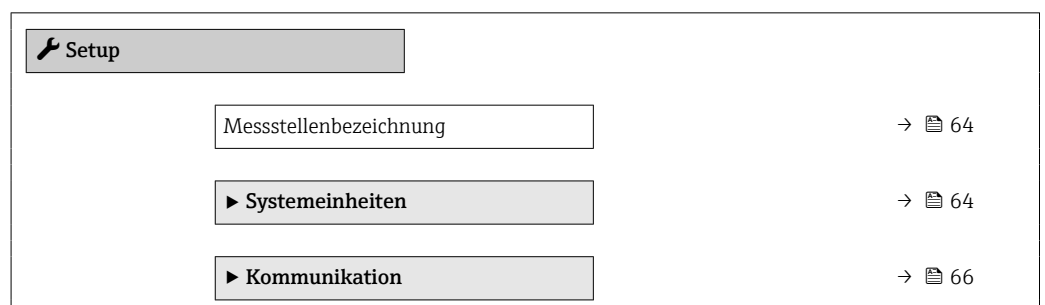 Setup
Messstellenbezeichnung → 64
▶ Systemeinheiten → 64
▶ Kommunikation → 66